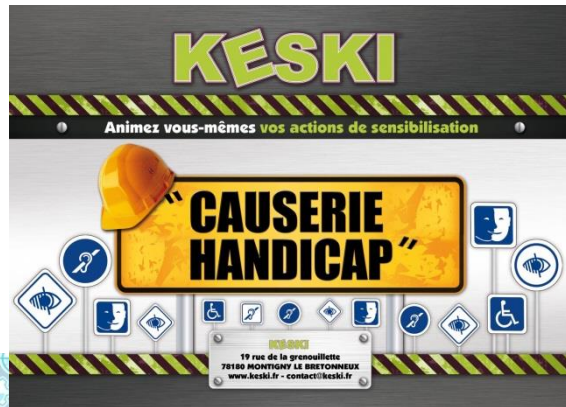 KESKI
Animez vous-mêmes vos actions de sensibilisation
"CAUSERIE
HANDICAP"
KESKI
19 rue de la grenouillette
78180 MONTIGNY LE BRETONNEUX
www.keski.fr - contact@keski.fr